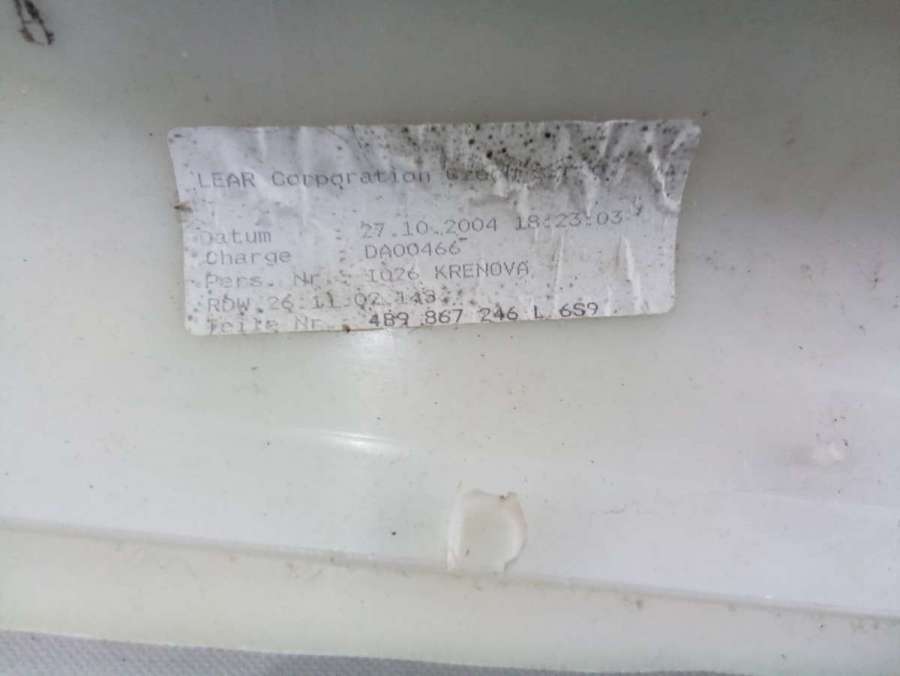 LEAR Corporation Czech s.r.o.
Datum : 27.10.2004 18:23:03
Charge : DA00466
Pers. Nr. : 1026 KRENOVA
RDW 26 11 02 143
Teile Nr. 4B9 867 246 L 6S9